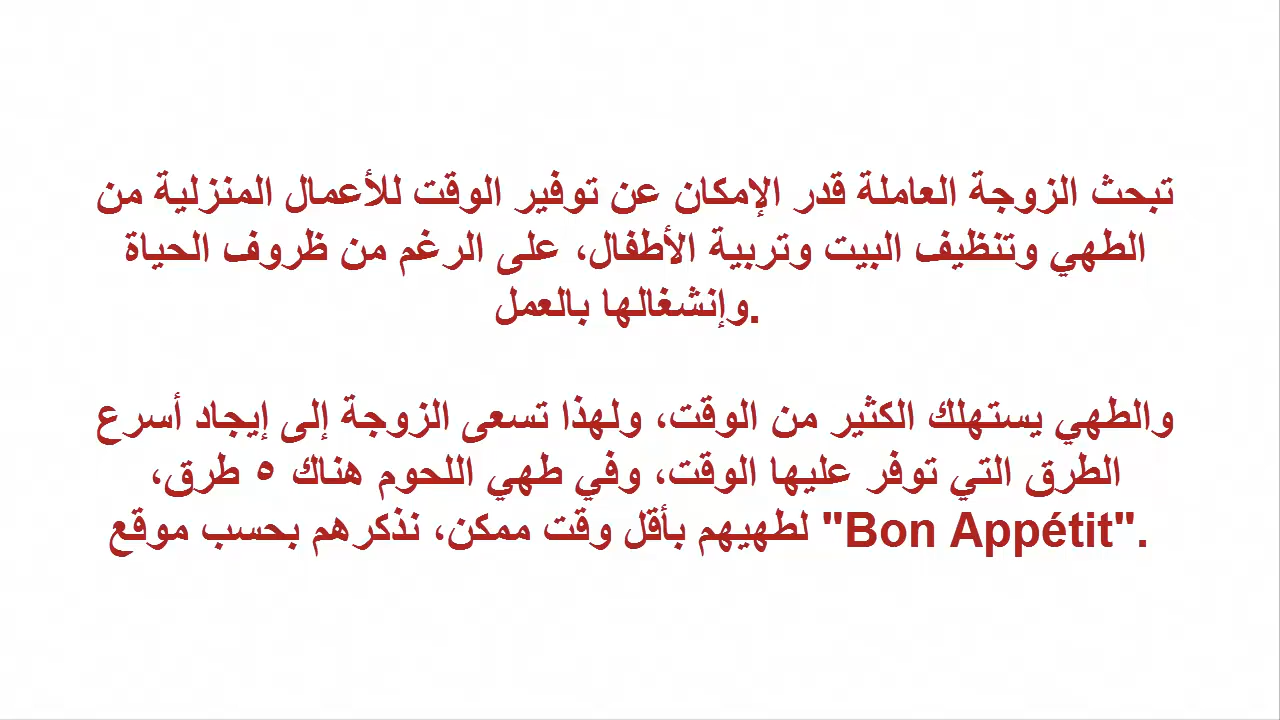 تبحث الزوجة العاملة قدر الإمكان عن توفير الوقت للأعمال المنزلية من
الطهي وتنظيف البيت وتربية الأطفال، على الرغم من ظروف الحياة
وإنشغالها بالعمل.
والطهي يستهلك الكثير من الوقت، ولهذا تسعى الزوجة إلى إيجاد أسرع
الطرق التي توفر عليها الوقت، وفي طهي اللحوم هناك ٥ طرق،
لطهيهم بأقل وقت ممكن، نذكرهم بحسب موقع "Bon Appétit".